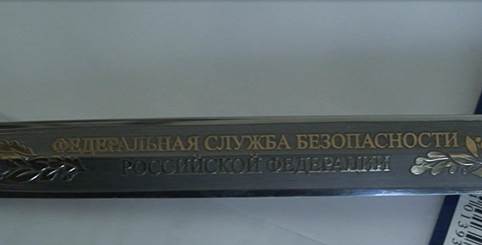 ФЕДЕРАЛЬНАЯ СЛУЖБА БЕЗОПАСНОСТИ
РОССИЙСКОЙ ФЕДЕРАЦИИ